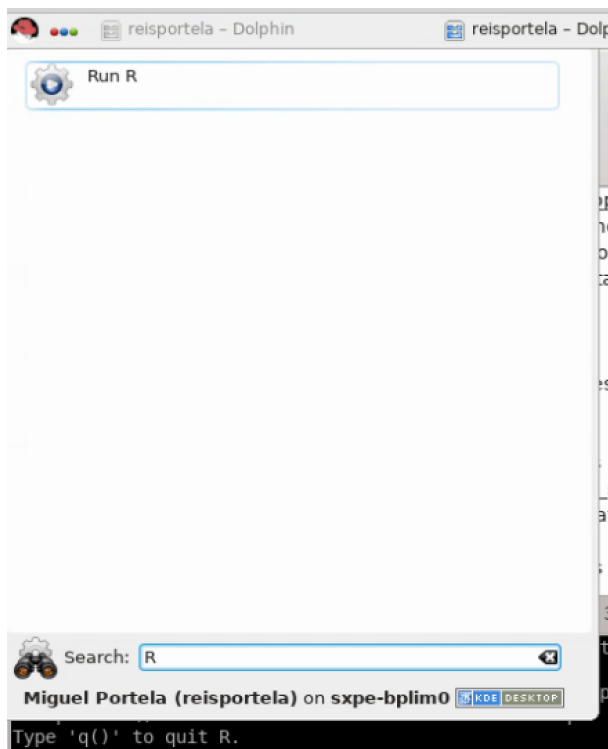 reisportela – Dolphin
reisportela – Dolp
Run R
Search: R
Miguel Portela (reisportela) on sxpe-bplim0 KDE DESKTOP
Type 'q()' to quit R.